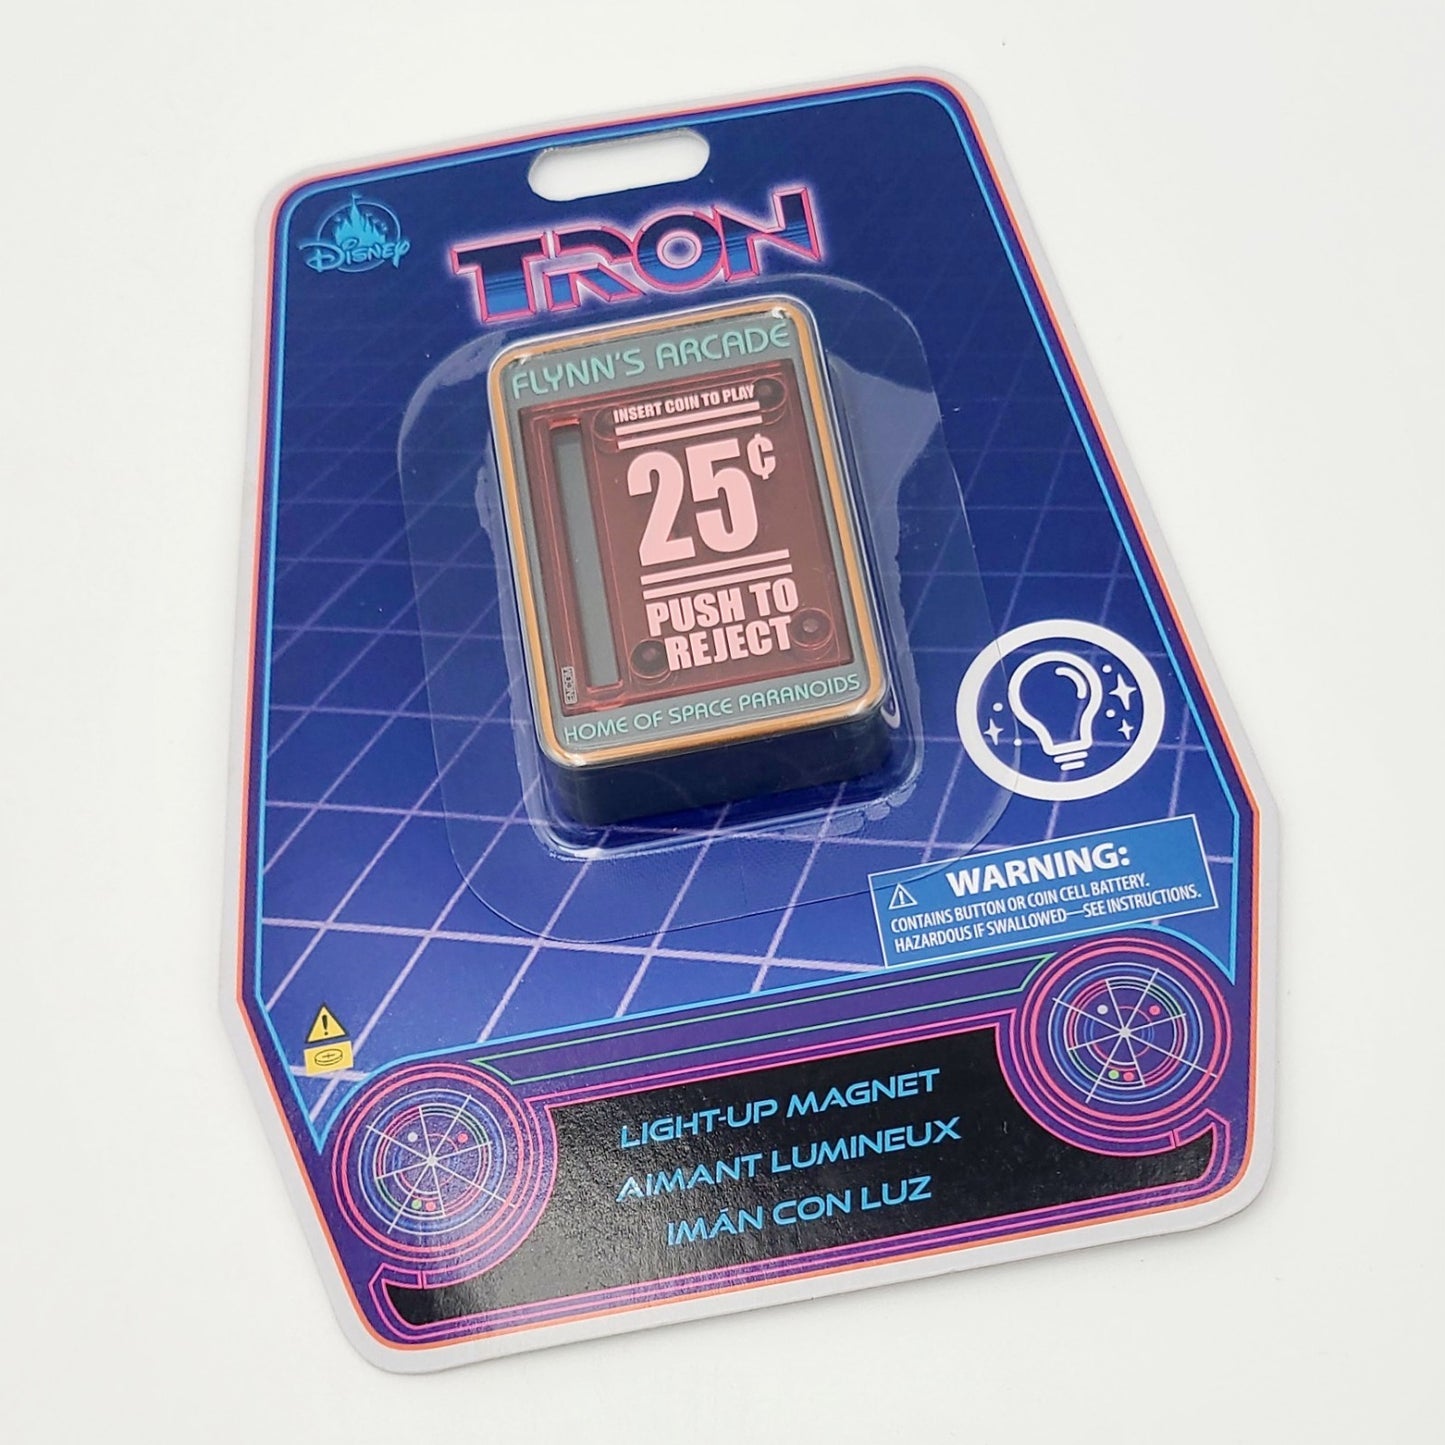 Disney
TRON
FLYNN'S ARCADE
INSERT COIN TO PLAY
25¢
PUSH TO
REJECT
ENCOM
HOME OF SPACE PARANOIDS
WARNING:
CONTAINS BUTTON OR COIN CELL BATTERY.
HAZARDOUS IF SWALLOWED—SEE INSTRUCTIONS.
LIGHT-UP MAGNET
AIMANT LUMINEUX
IMÁN CON LUZ